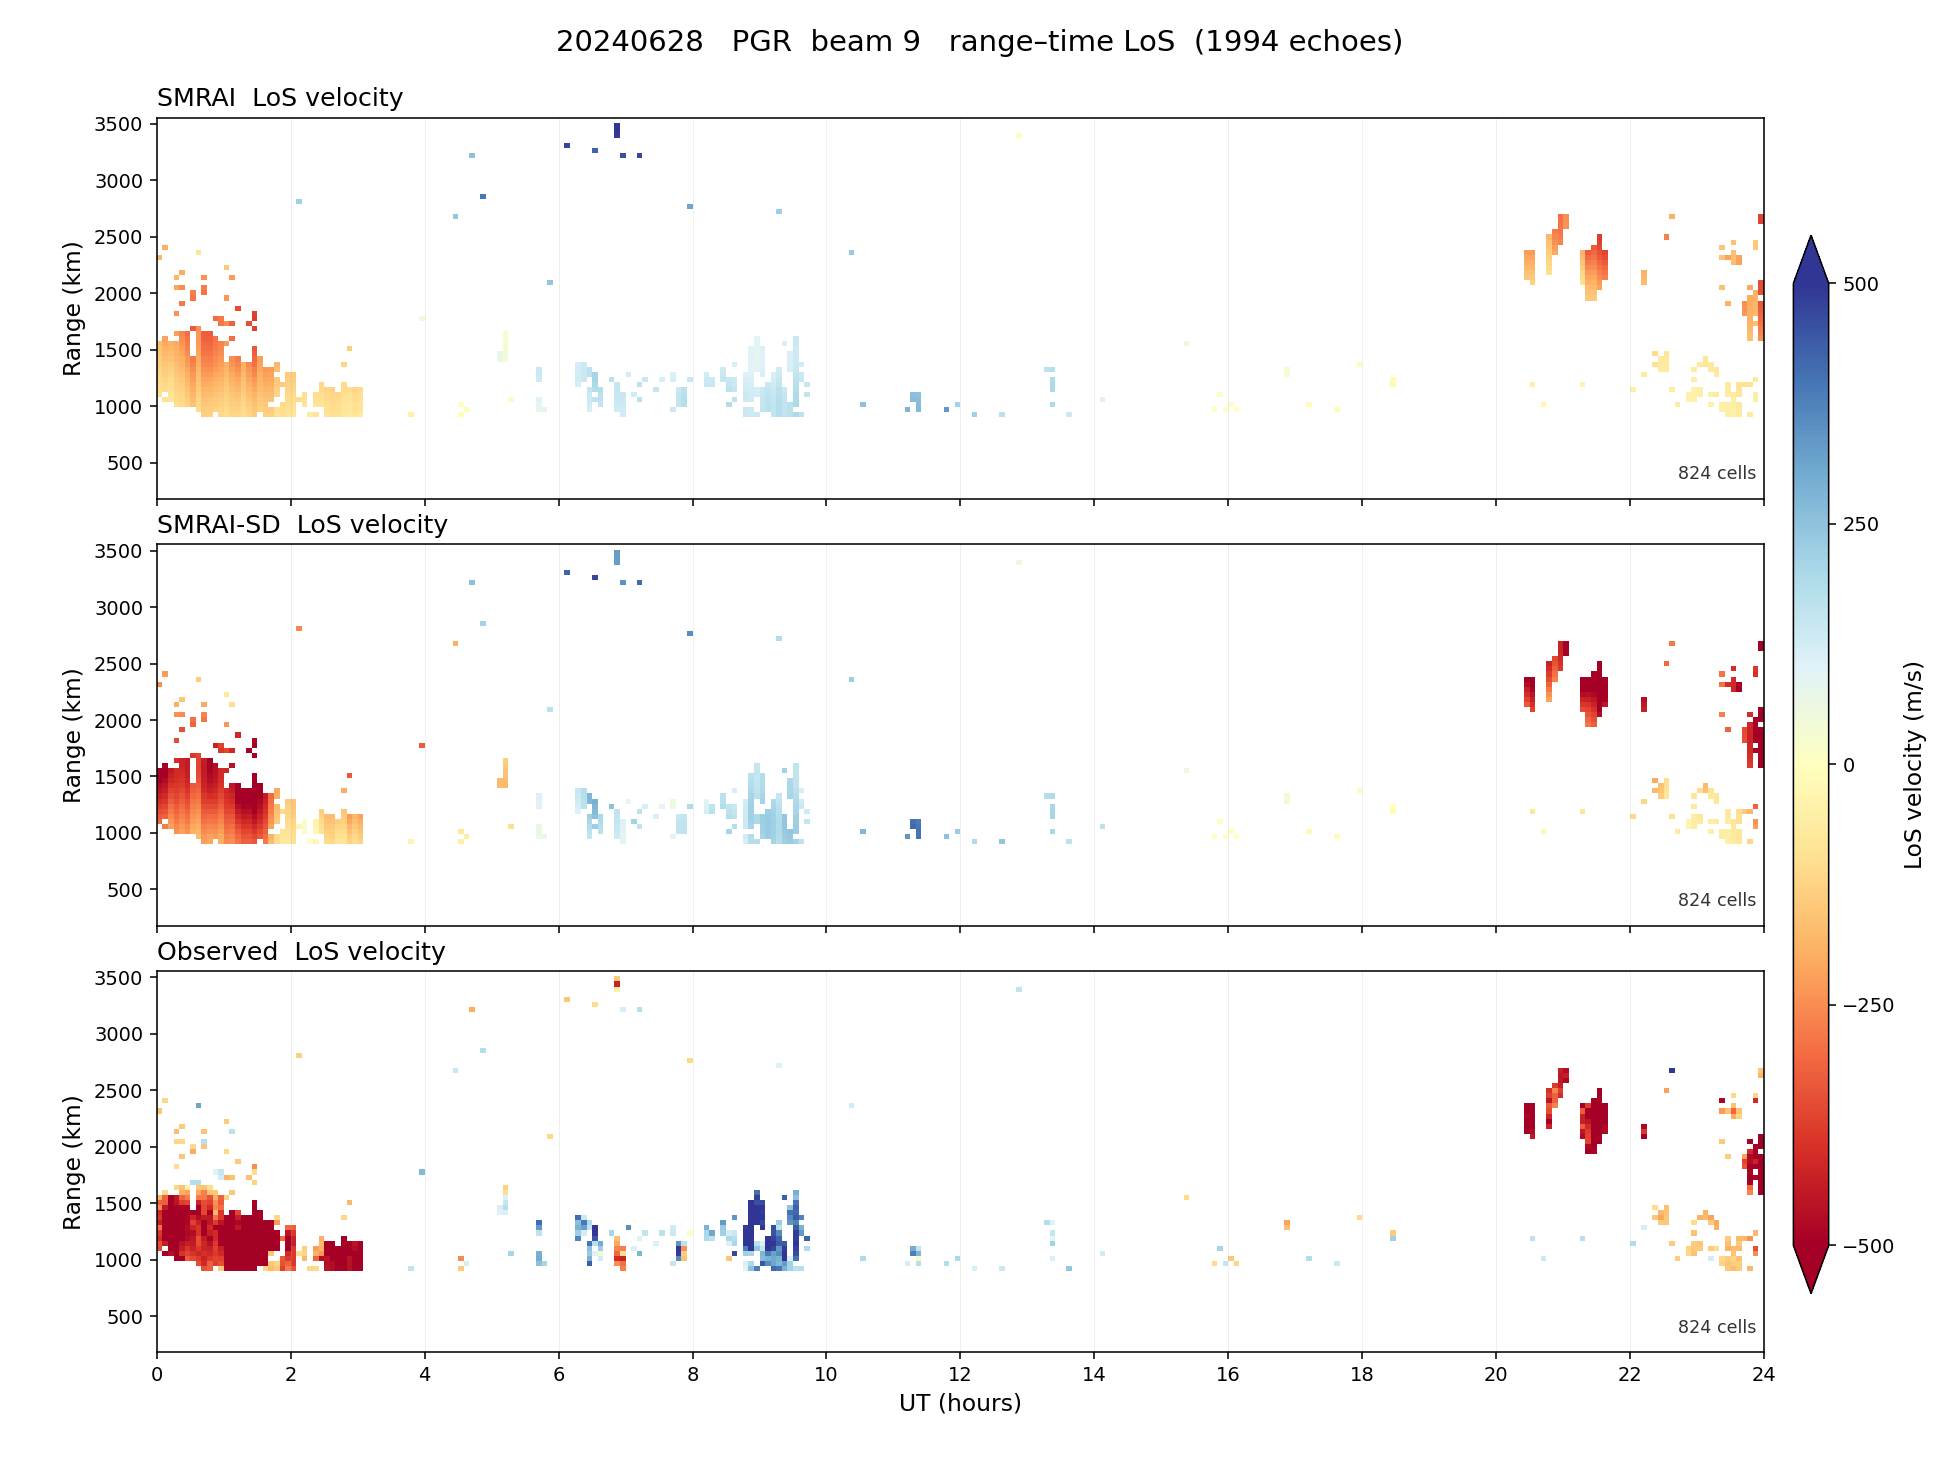 20240628   PGR  beam 9   range–time LoS  (1994 echoes)
SMRAI  LoS velocity
3500
3000
2500
2000
1500
1000
500
Range (km)
824 cells
SMRAI-SD  LoS velocity
3500
3000
2500
2000
1500
1000
500
Range (km)
824 cells
Observed  LoS velocity
3500
3000
2500
2000
1500
1000
500
Range (km)
824 cells
0 2 4 6 8 10 12 14 16 18 20 22 24
UT (hours)
500
250
0
−250
−500
LoS velocity (m/s)